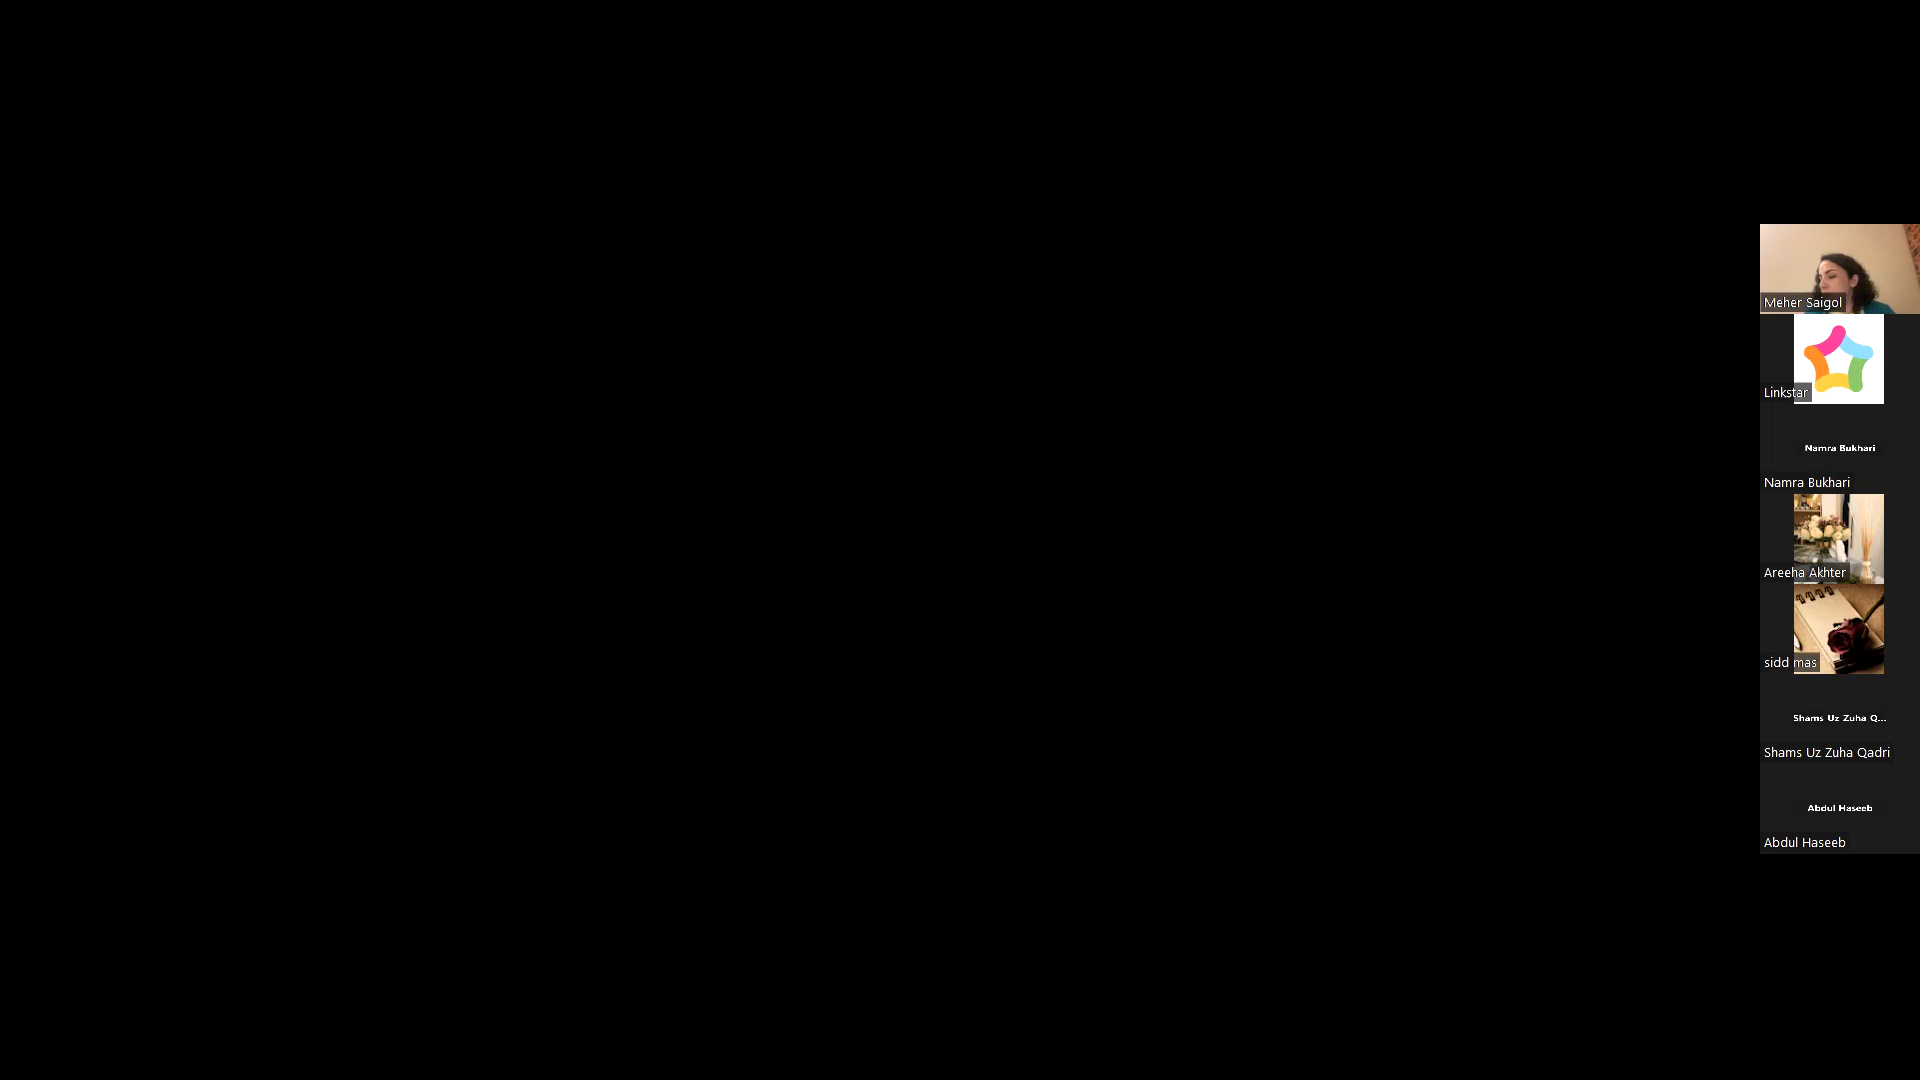 Meher Saigol
Linkstar
Namra Bukhari
Namra Bukhari
Areeha Akhter
sidd mas
Shams Uz Zuha Q...
Shams Uz Zuha Qadri
Abdul Haseeb
Abdul Haseeb